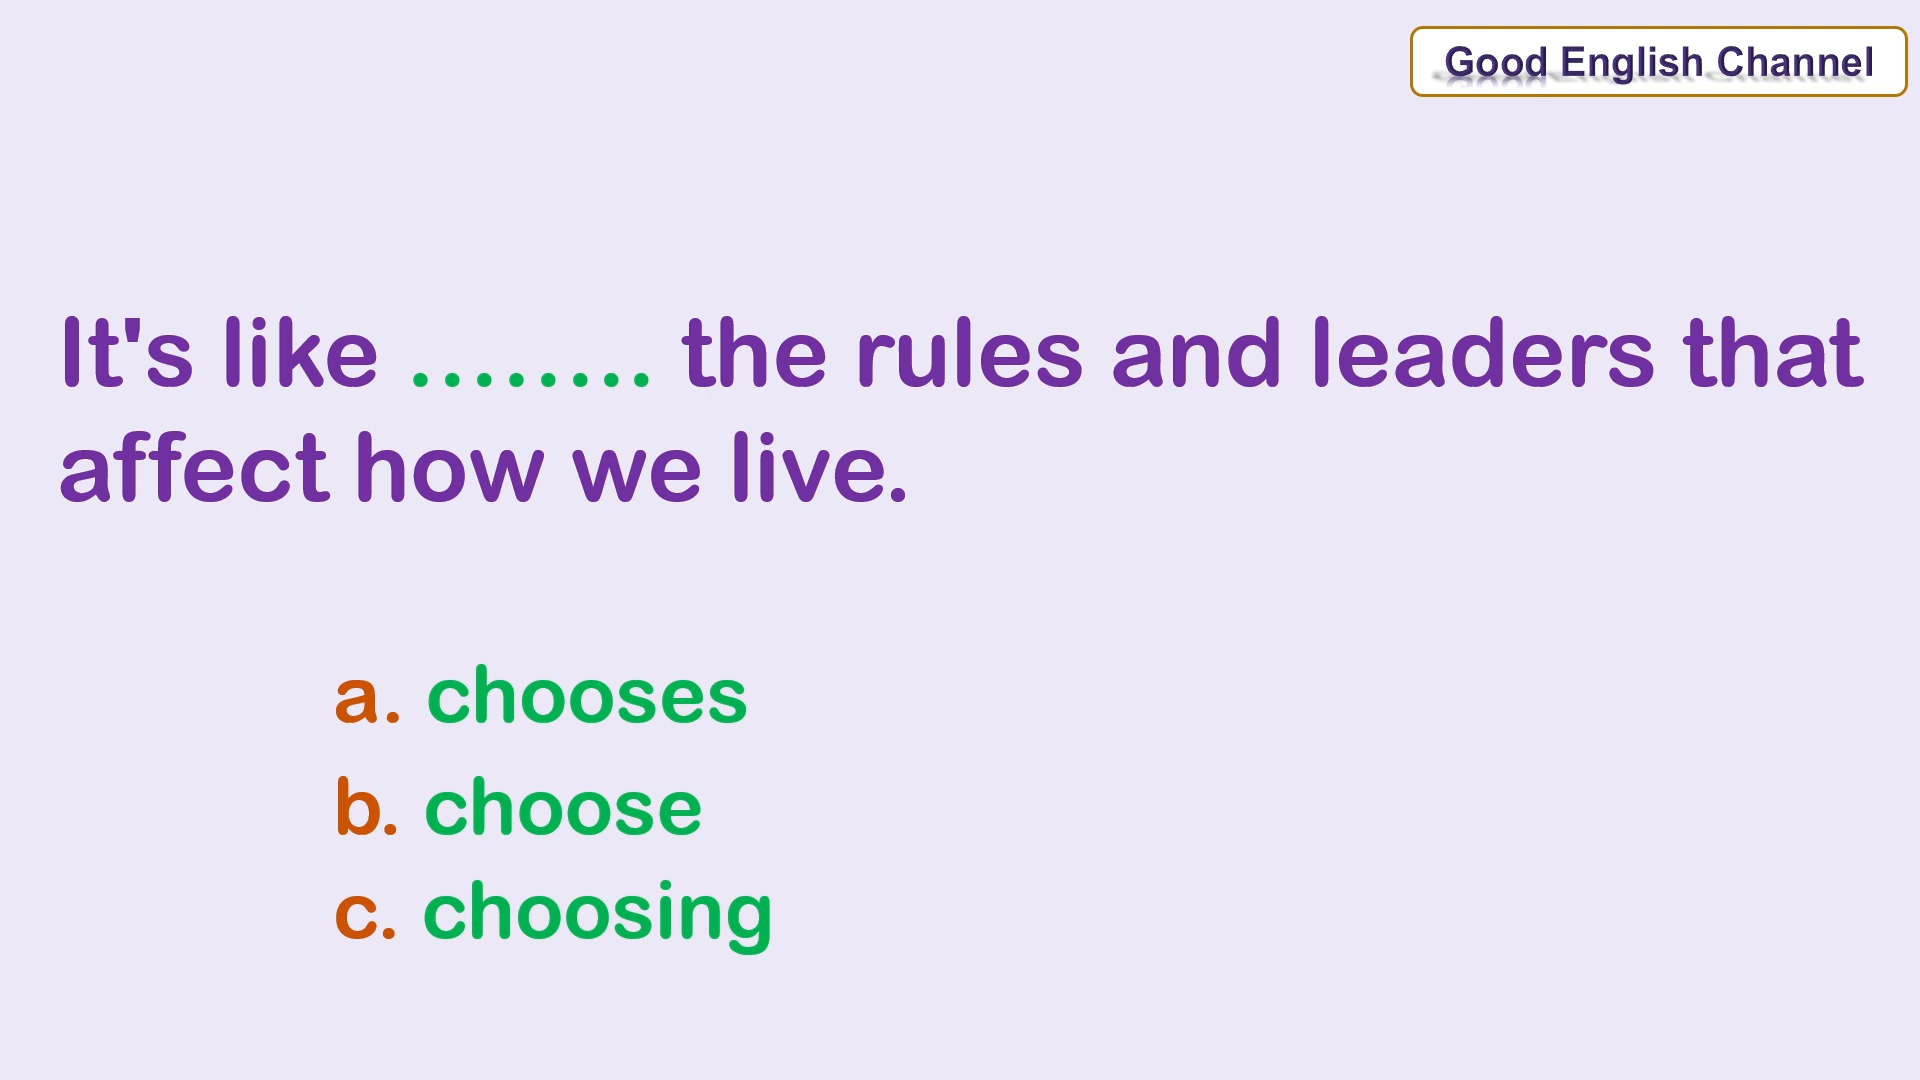 Good English Channel
It's like ........ the rules and leaders that
affect how we live.
a. chooses
b. choose
c. choosing